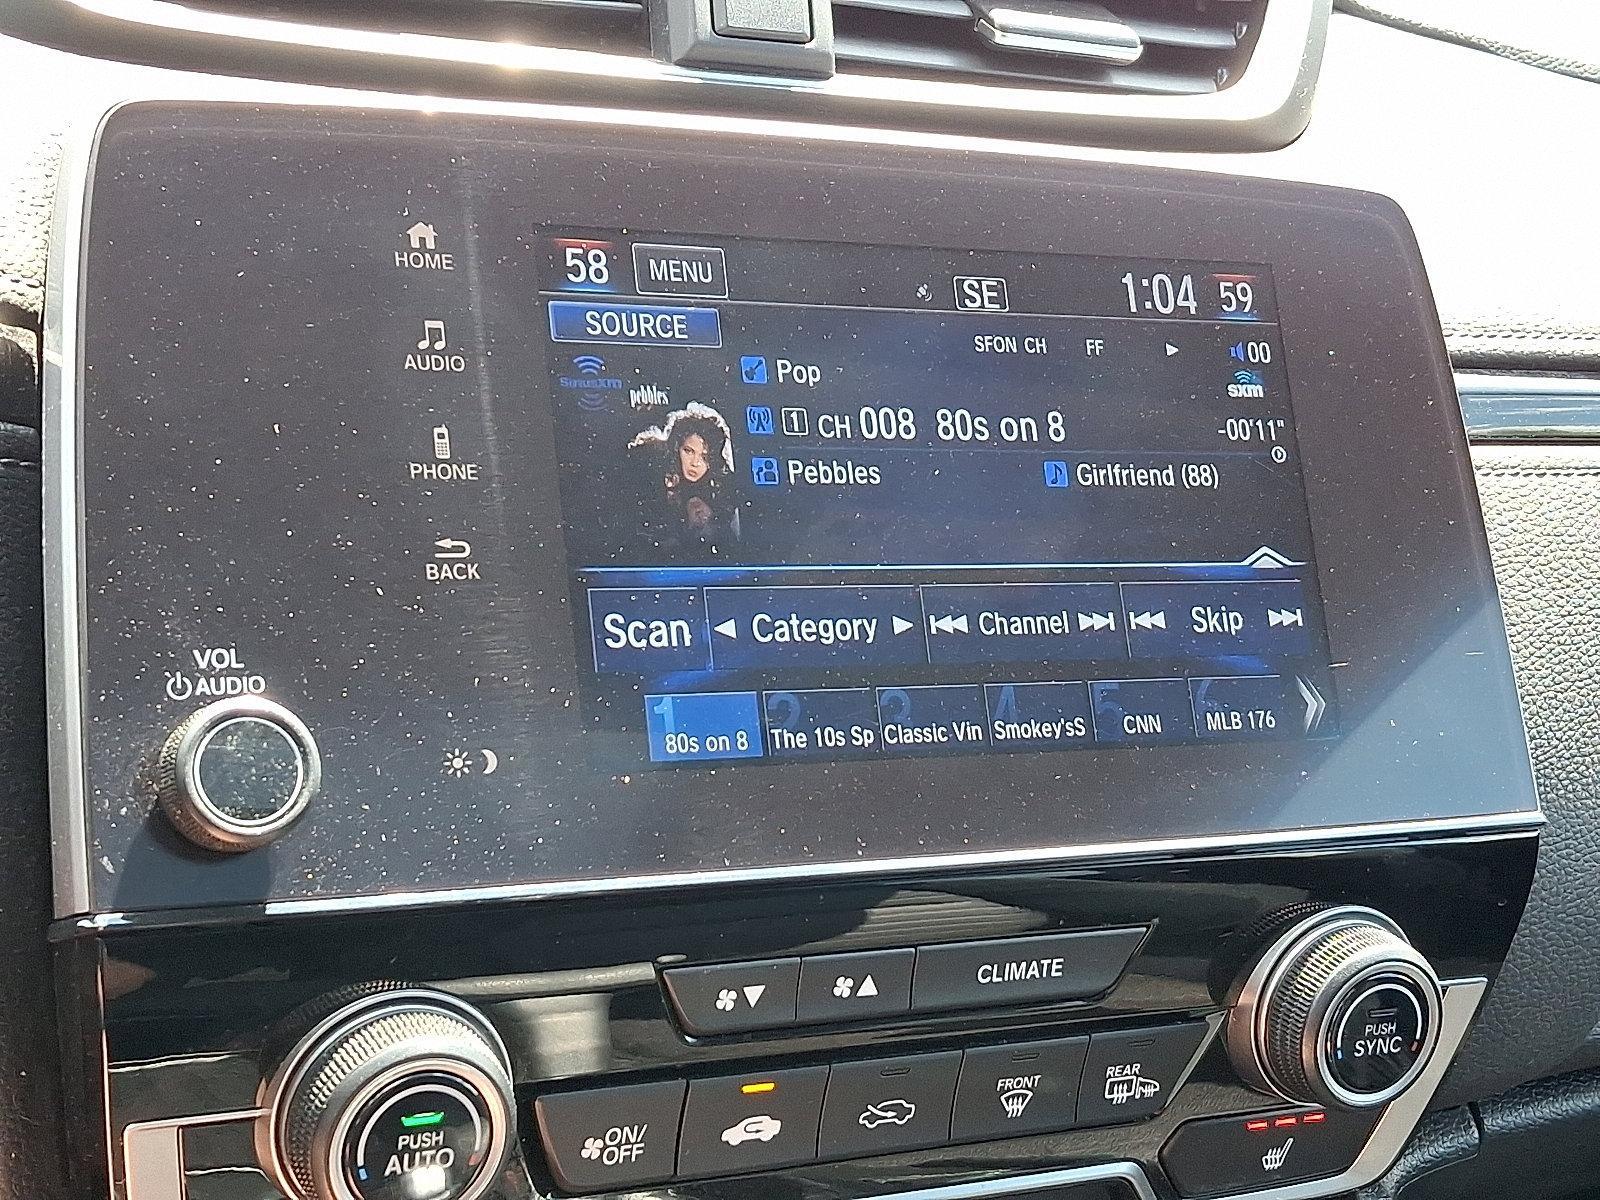 HOME
AUDIO
PHONE
BACK
VOL
AUDIO
58 MENU SE 1:04 59
SOURCE
SFON CH FF 00
SiriusXM
sxm
pebbles
Pop
1 CH 008 80s on 8 -00'11"
Pebbles Girlfriend (88)
Scan Category Channel Skip
1 2 3 4 5 6
80s on 8 The 10s Sp Classic Vin Smokey'sS CNN MLB 176
CLIMATE
PUSH
SYNC
PUSH
AUTO
ON/
OFF
FRONT
REAR